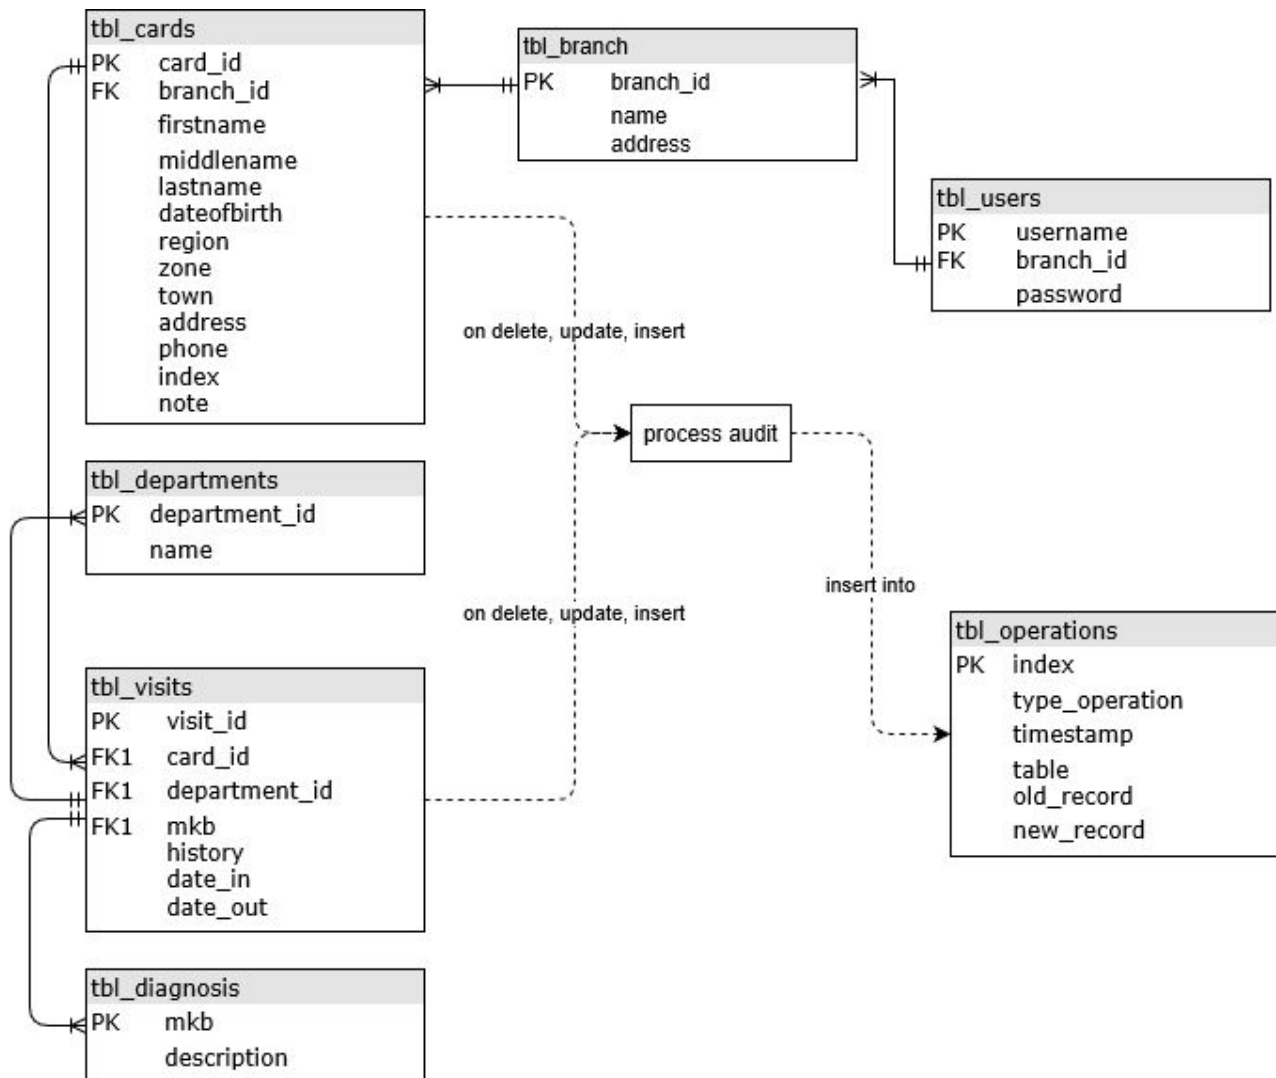 tbl_cards
PK card_id
FK branch_id
firstname
middlename
lastname
dateofbirth
region
zone
town
address
phone
index
note
tbl_branch
PK branch_id
name
address
tbl_users
PK username
FK branch_id
password
on delete, update, insert
process audit
tbl_departments
PK department_id
name
on delete, update, insert
insert into
tbl_operations
PK index
type_operation
timestamp
table
old_record
new_record
tbl_visits
PK visit_id
FK1 card_id
FK1 department_id
FK1 mkb
history
date_in
date_out
tbl_diagnosis
PK mkb
description